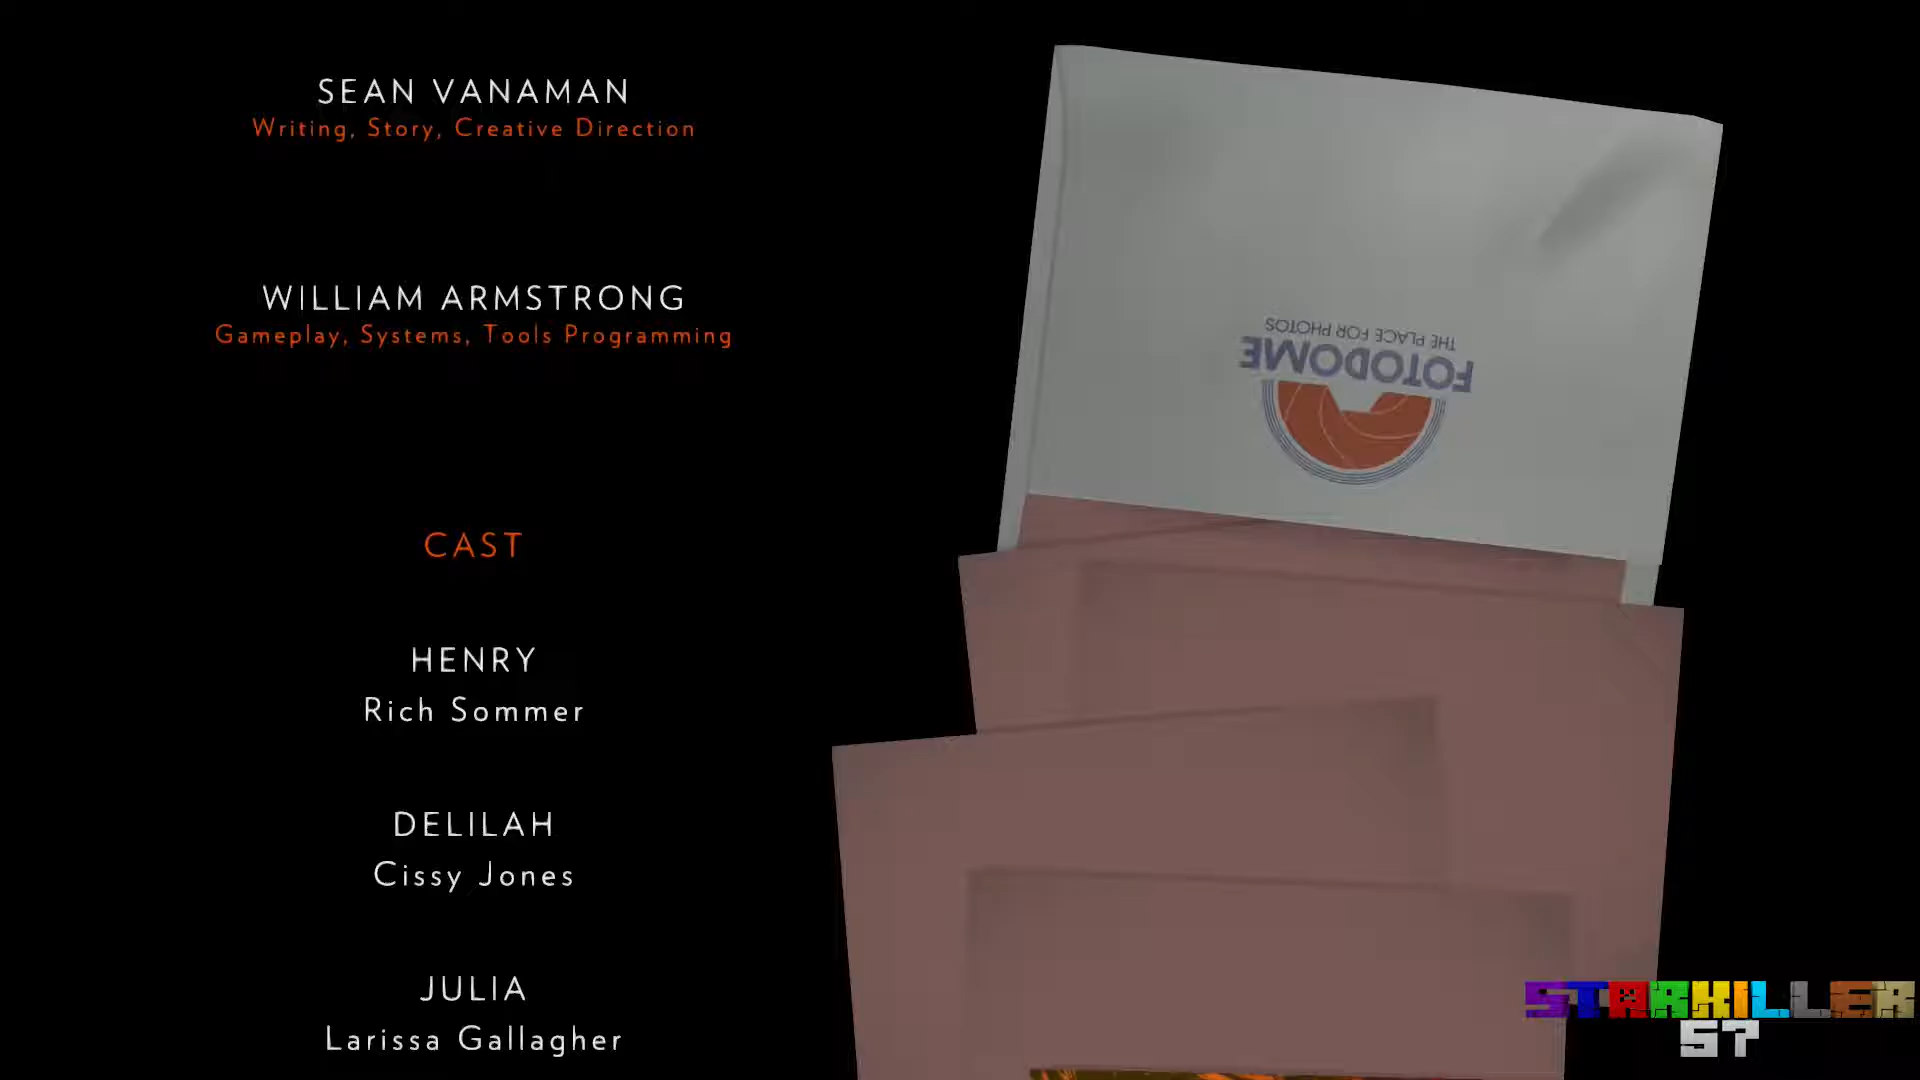 SEAN VANAMAN
Writing, Story, Creative Direction
WILLIAM ARMSTRONG
Gameplay, Systems, Tools Programming
CAST
HENRY
Rich Sommer
DELILAH
Cissy Jones
JULIA
Larissa Gallagher
FOTODOME
THE PLACE FOR PHOTOS
STARKILLER
57